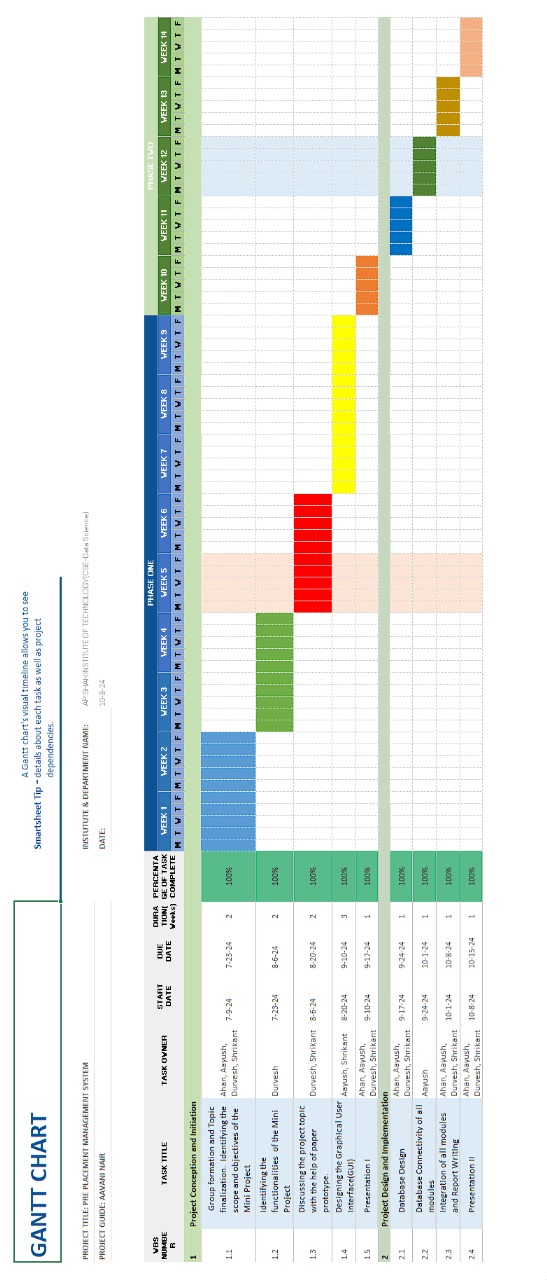 GANTT CHART
A Gantt chart's visual timeline allows you to see
Smartsheet Tip ➜ details about each task as well as project
dependencies.
PROJECT TITLE: PRE PLACEMENT MANAGEMENT SYSTEM
INSTUTUTE & DEPARTMENT NAME:
AP SHAH INSTITUTE OF TECHNOLOGY(CSE-Data Science)
PROJECT GUIDE: AAVANI NAIR
DATE:
10-8-24
PHASE ONE
PHASE TWO
WBS NUMBE R
TASK TITLE
TASK OWNER
START DATE
DUE DATE
DURA TION( Weeks)
PERCENTA GE OF TASK COMPLETE
WEEK 1 WEEK 2 WEEK 3 WEEK 4 WEEK 5 WEEK 6 WEEK 7 WEEK 8 WEEK 9 WEEK 10 WEEK 11 WEEK 12 WEEK 13 WEEK 14
M T W T F M T W T F M T W T F M T W T F M T W T F M T W T F M T W T F M T W T F M T W T F M T W T F M T W T F M T W T F M T W T F M T W T F
1 Project Conception and Initiation
1.1
Group formation and Topic
finalization. Identifying the
scope and objectives of the
Mini Project
Ahan, Aayush,
Durvesh, Shrikant
7-9-24 7-23-24 2 100%
1.2
Identifying the
functionalities of the Mini
Project
Durvesh
7-23-24 8-6-24 2 100%
1.3
Discussing the project topic
with the help of paper
prototype.
Durvesh, Shrikant
8-6-24 8-20-24 2 100%
1.4
Designing the Graphical User
Interface(GUI)
Aayush, Shrikant
8-20-24 9-10-24 3 100%
1.5
Presentation I
Ahan, Aayush,
Durvesh, Shrikant
9-10-24 9-17-24 1 100%
2 Project Design and Implementation
2.1
Database Design
Ahan, Aayush,
Durvesh, Shrikant
9-17-24 9-24-24 1 100%
2.2
Database Connectivity of all
modules
Aayush
9-24-24 10-1-24 1 100%
2.3
Integration of all modules
and Report Writing
Ahan, Aayush,
Durvesh, Shrikant
10-1-24 10-8-24 1 100%
2.4
Presentation II
Ahan, Aayush,
Durvesh, Shrikant
10-8-24 10-15-24 1 100%